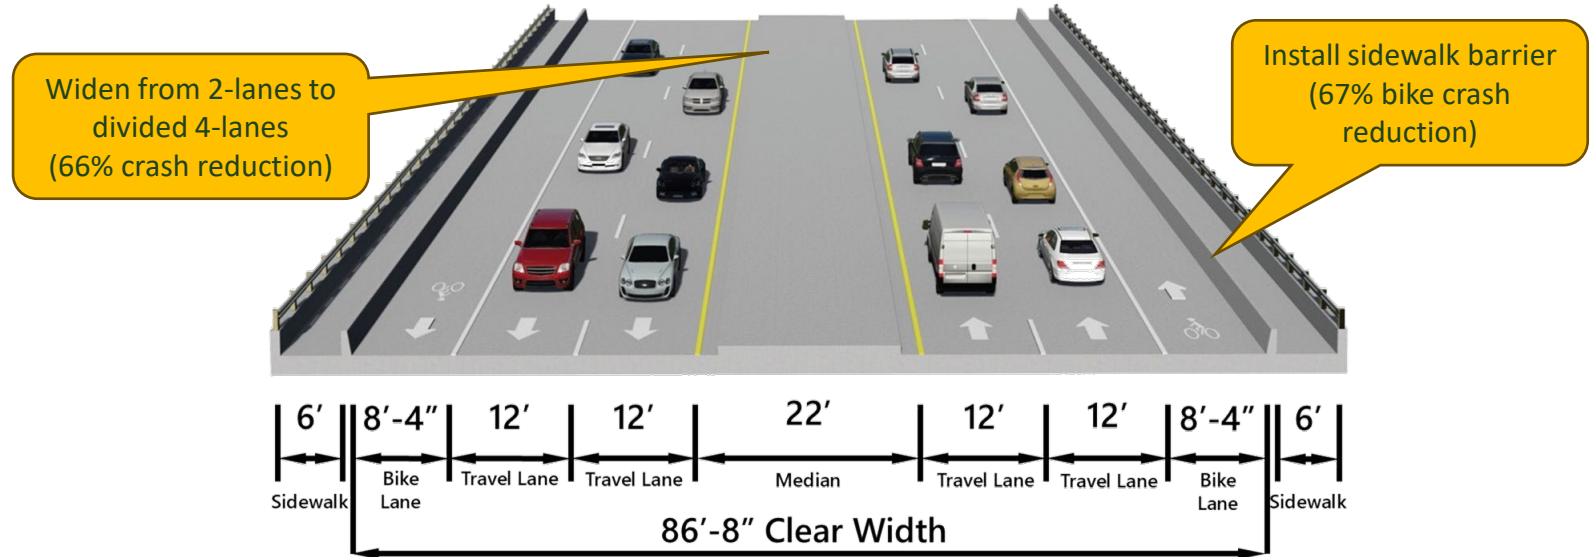 Widen from 2-lanes to
divided 4-lanes
(66% crash reduction)
Install sidewalk barrier
(67% bike crash
reduction)
6’ 8’-4” 12’ 12’ 22’ 12’ 12’ 8’-4” 6’
Sidewalk Bike Lane Travel Lane Travel Lane Median Travel Lane Travel Lane Bike Lane Sidewalk
86’-8” Clear Width